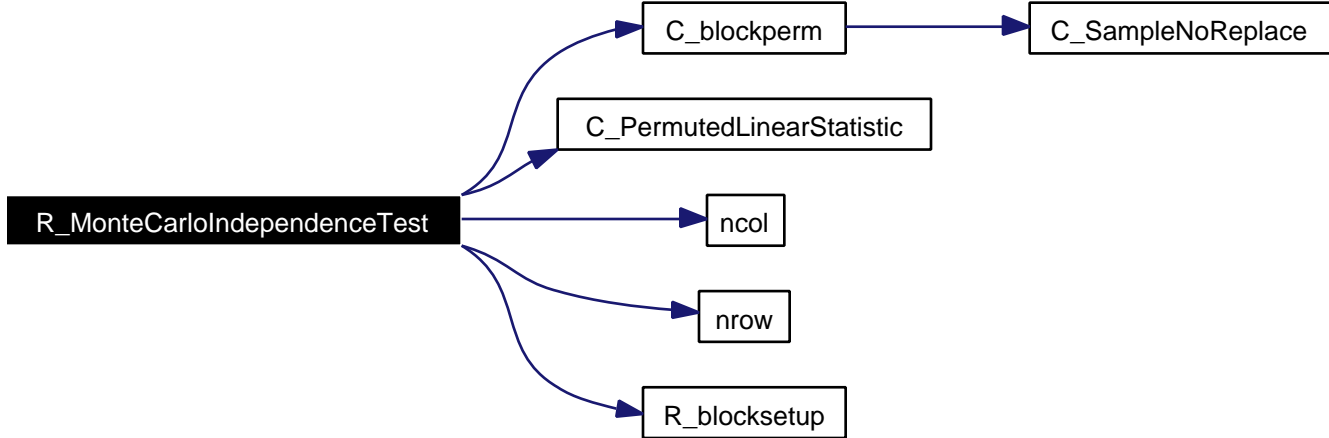 C_blockperm
C_SampleNoReplace
C_PermutedLinearStatistic
R_MonteCarloIndependenceTest
ncol
nrow
R_blocksetup